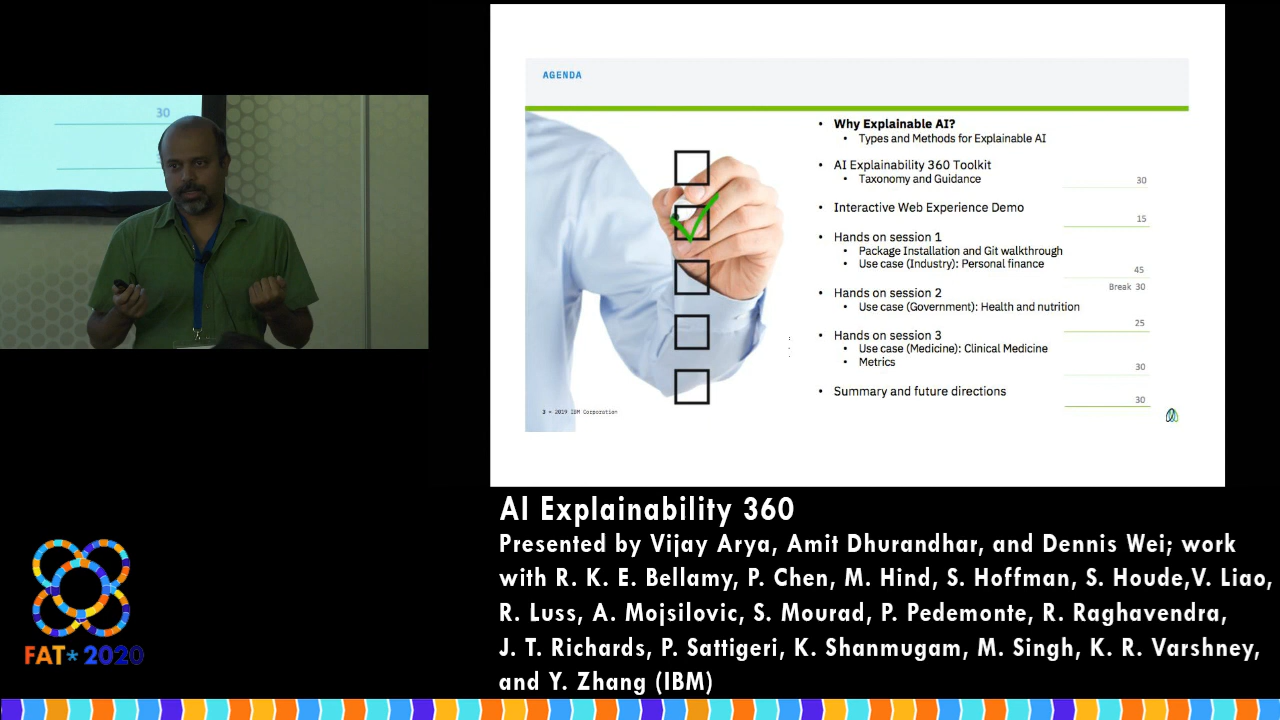 30
AGENDA
• Why Explainable AI?
• Types and Methods for Explainable AI
• AI Explainability 360 Toolkit
• Taxonomy and Guidance
30
• Interactive Web Experience Demo
15
• Hands on session 1
• Package Installation and Git walkthrough
• Use case (Industry): Personal finance
45
Break 30
• Hands on session 2
• Use case (Government): Health and nutrition
25
• Hands on session 3
• Use case (Medicine): Clinical Medicine
• Metrics
30
• Summary and future directions
30
2019 IBM Corporation
AI Explainability 360
Presented by Vijay Arya, Amit Dhurandhar, and Dennis Wei; work
with R. K. E. Bellamy, P. Chen, M. Hind, S. Hoffman, S. Houde,V. Liao,
R. Luss, A. Mojsilovic, S. Mourad, P. Pedemonte, R. Raghavendra,
J. T. Richards, P. Sattigeri, K. Shanmugam, M. Singh, K. R. Varshney,
and Y. Zhang (IBM)
FAT* 2020